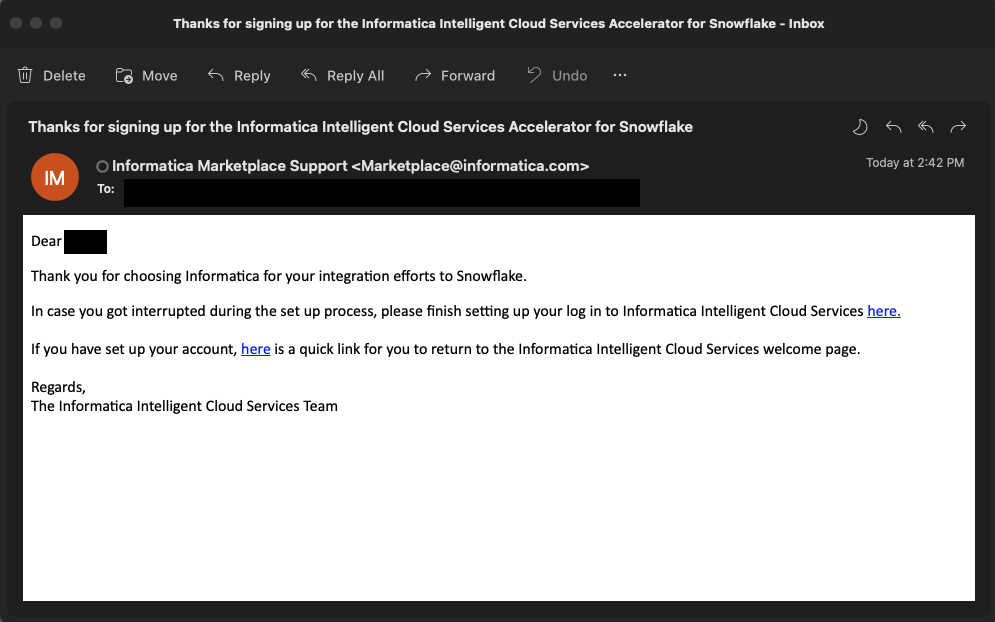 Thanks for signing up for the Informatica Intelligent Cloud Services Accelerator for Snowflake - Inbox
Delete Move Reply Reply All Forward Undo ...
Thanks for signing up for the Informatica Intelligent Cloud Services Accelerator for Snowflake
IM
Informatica Marketplace Support <Marketplace@informatica.com>
Today at 2:42 PM
To:
Dear
Thank you for choosing Informatica for your integration efforts to Snowflake.
In case you got interrupted during the set up process, please finish setting up your log in to Informatica Intelligent Cloud Services here.
If you have set up your account, here is a quick link for you to return to the Informatica Intelligent Cloud Services welcome page.
Regards,
The Informatica Intelligent Cloud Services Team